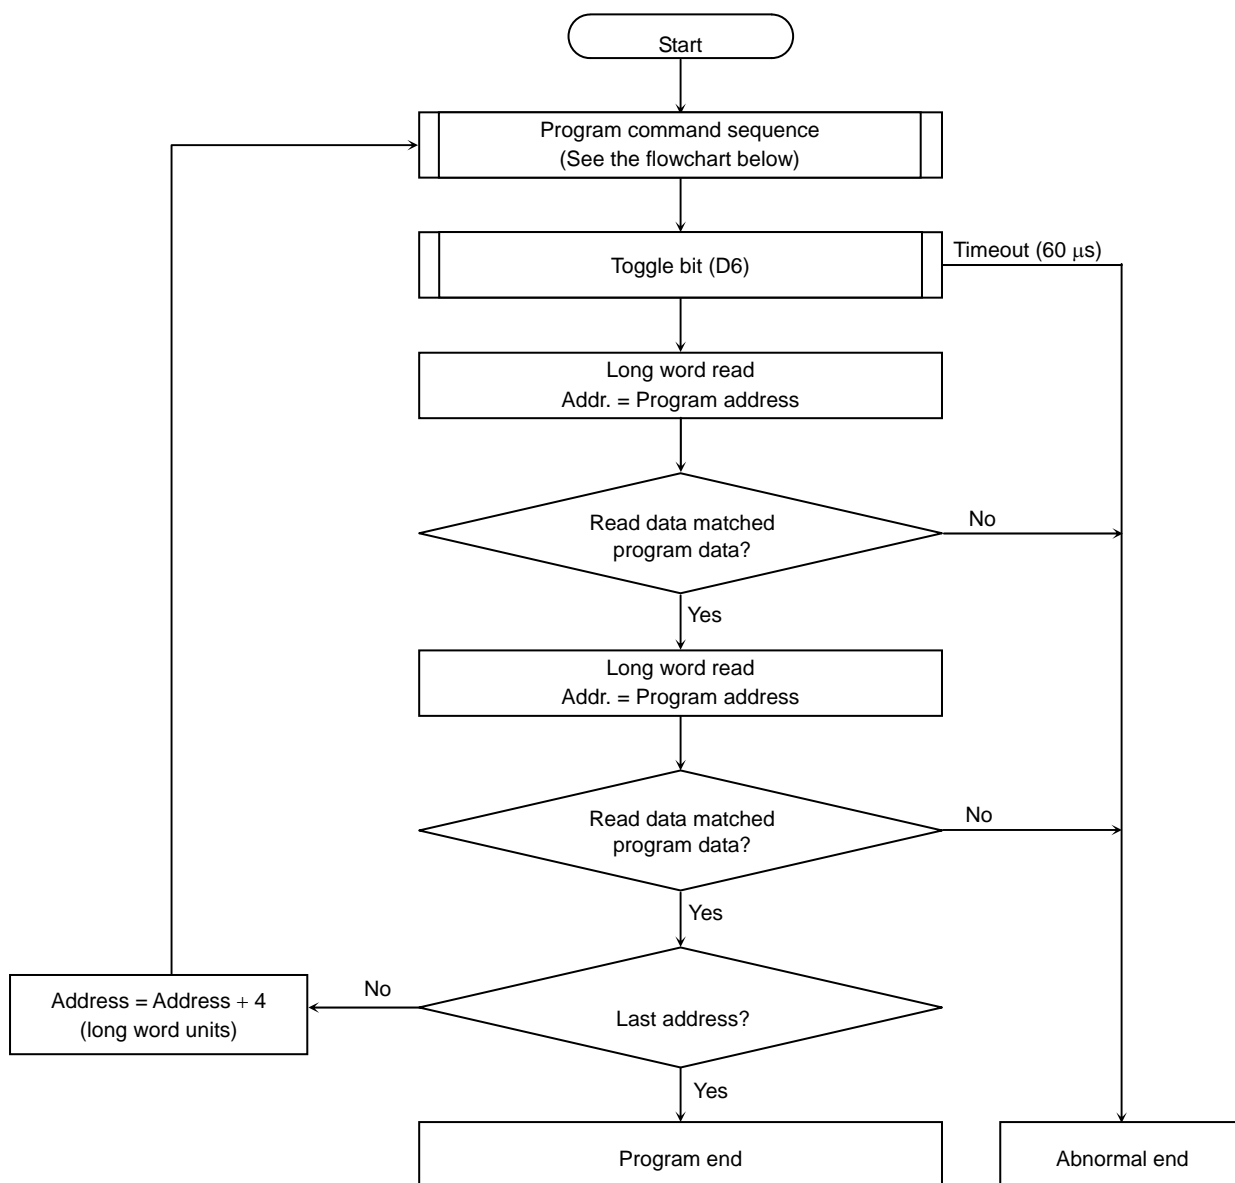 Start
Program command sequence
(See the flowchart below)
Toggle bit (D6)
Timeout (60 μs)
Long word read
Addr. = Program address
Read data matched
program data?
No
Yes
Long word read
Addr. = Program address
Read data matched
program data?
No
Yes
Address = Address + 4
(long word units)
No
Last address?
Yes
Program end
Abnormal end